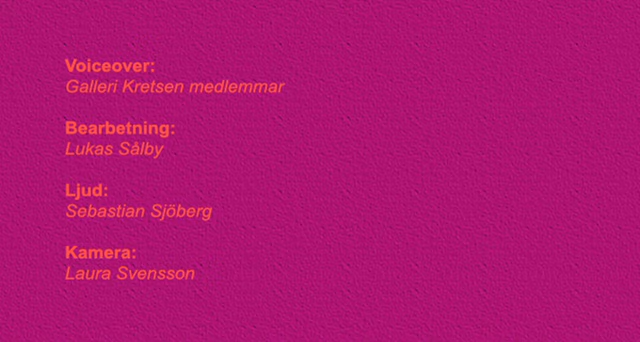 Voiceover:
Galleri Kretsen medlemmar
Bearbetning:
Lukas Sålby
Ljud:
Sebastian Sjöberg
Kamera:
Laura Svensson